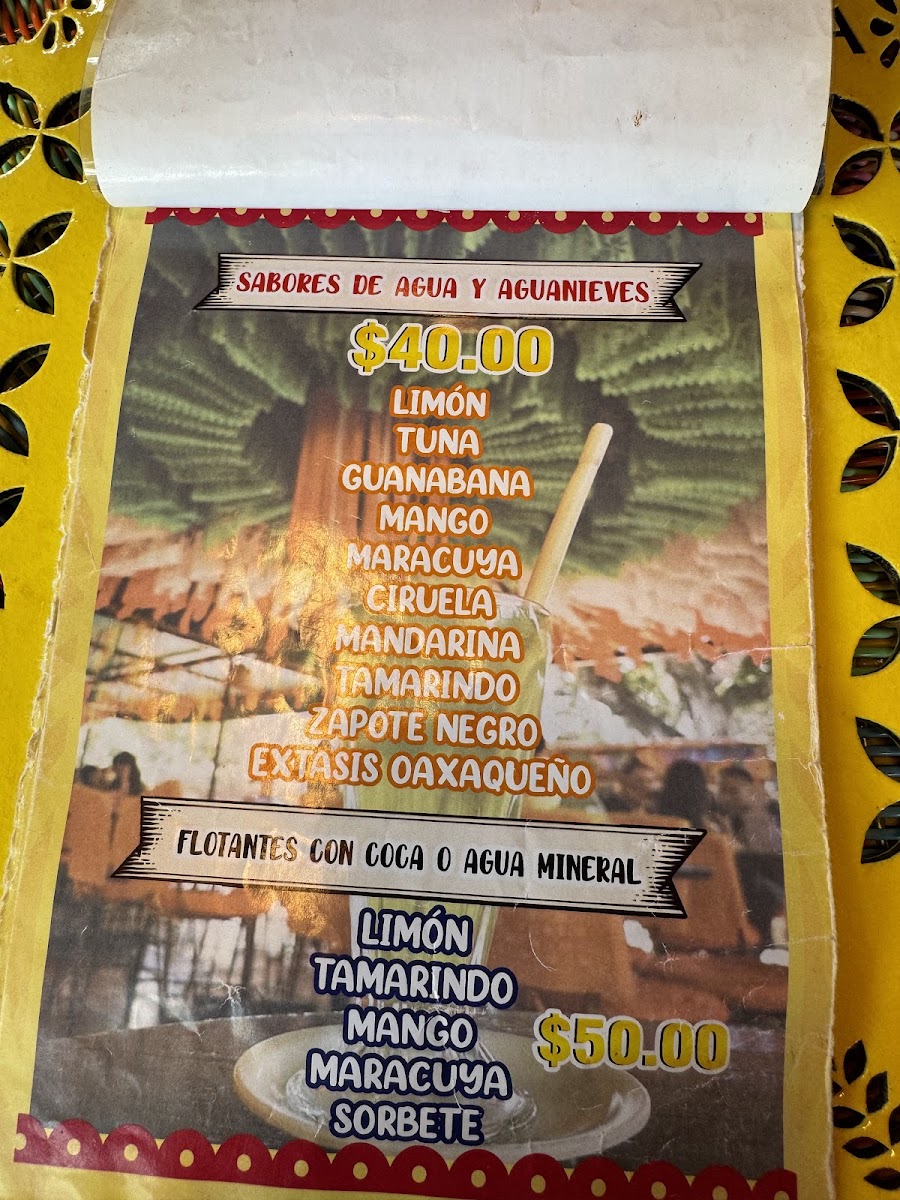 SABORES DE AGUA Y AGUANIEVES
$40.00
LIMÓN
TUNA
GUANABANA
MANGO
MARACUYA
CIRUELA
MANDARINA
TAMARINDO
ZAPOTE NEGRO
EXTASIS OAXAQUEÑO
FLOTANTES CON COCA O AGUA MINERAL
LIMÓN
TAMARINDO
MANGO
$50.00
MARACUYA
SORBETE